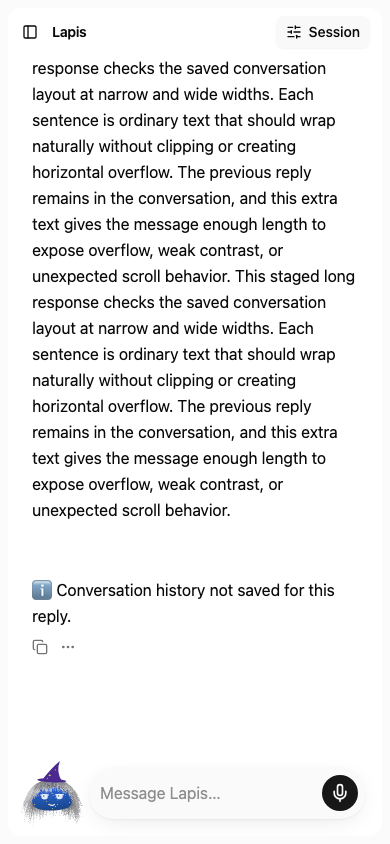 Lapis
Session
response checks the saved conversation
layout at narrow and wide widths. Each
sentence is ordinary text that should wrap
naturally without clipping or creating
horizontal overflow. The previous reply
remains in the conversation, and this extra
text gives the message enough length to
expose overflow, weak contrast, or
unexpected scroll behavior. This staged long
response checks the saved conversation
layout at narrow and wide widths. Each
sentence is ordinary text that should wrap
naturally without clipping or creating
horizontal overflow. The previous reply
remains in the conversation, and this extra
text gives the message enough length to
expose overflow, weak contrast, or
unexpected scroll behavior.
ℹ️ Conversation history not saved for this
reply.
Message Lapis...